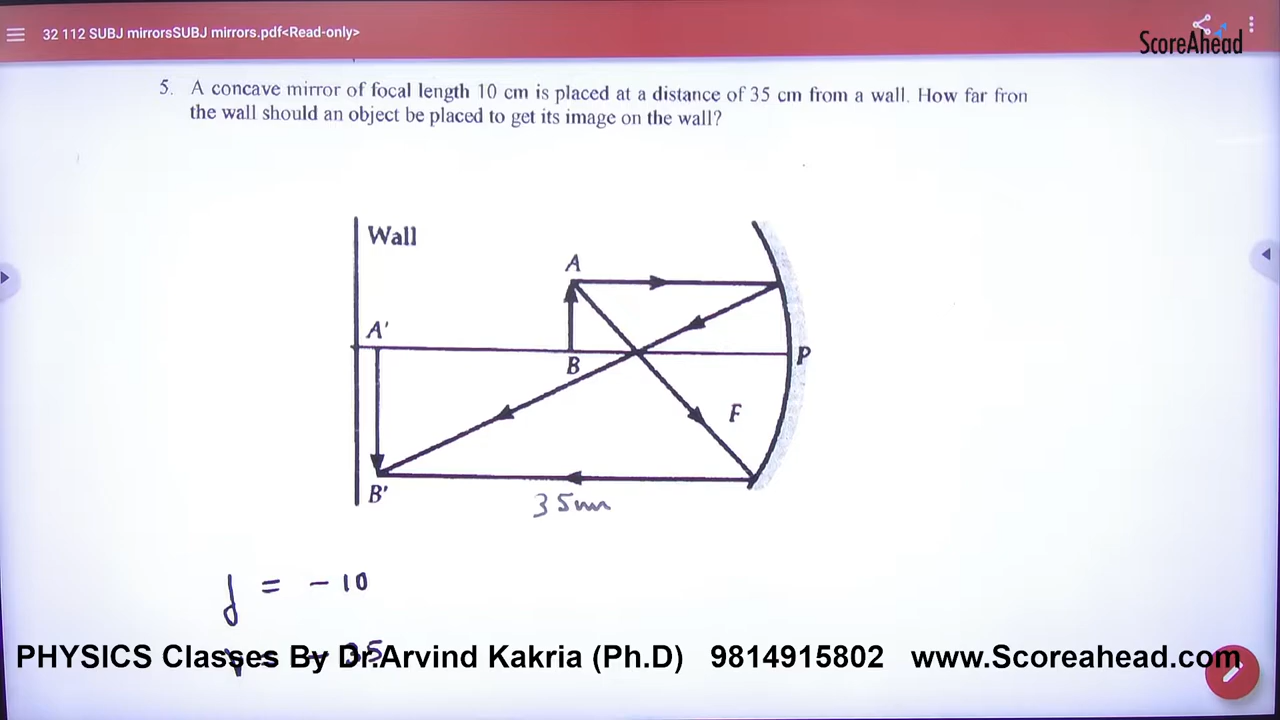 32 112 SUBJ mirrorsSUBJ mirrors.pdf<Read-only>
ScoreAhead
5. A concave mirror of focal length 10 cm is placed at a distance of 35 cm from a wall. How far fron
the wall should an object be placed to get its image on the wall?
Wall
A
A'
B
P
F
B'
35cm
f = -10
v = -35
PHYSICS Classes By Dr.Arvind Kakria (Ph.D) 9814915802 www.Scoreahead.com